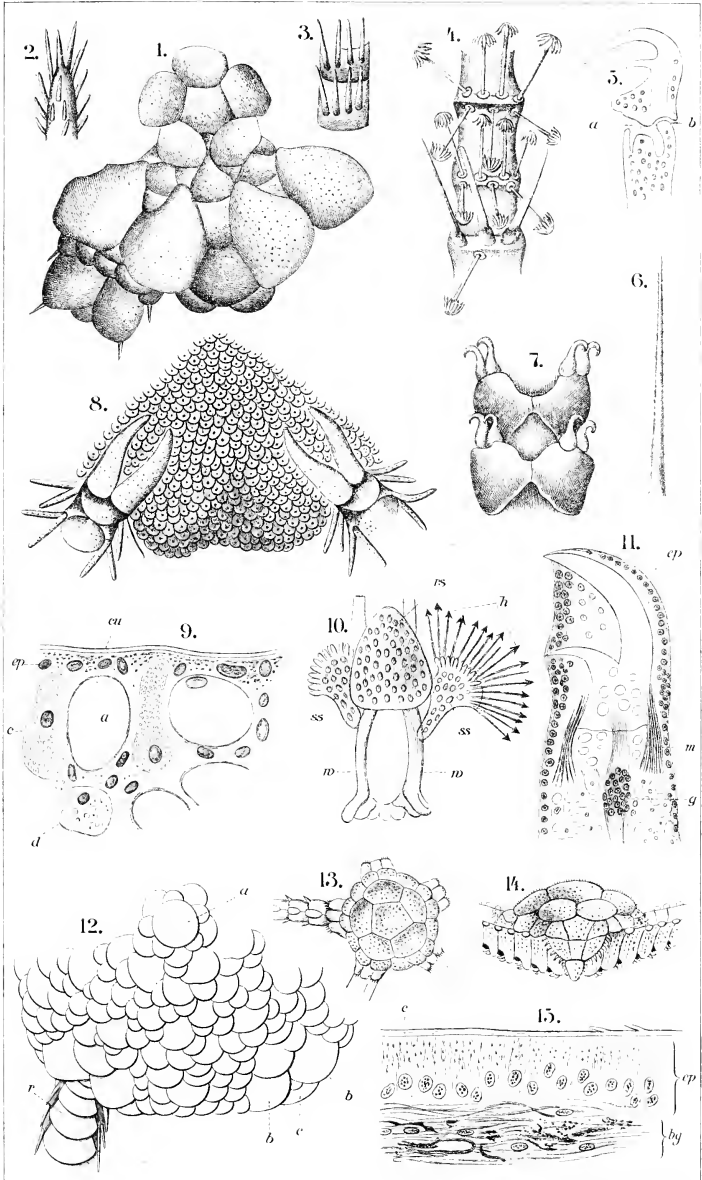 1.
2.
3.
4.
5.
a
b
6.
7.
8.
9.
cu
ep
a
c
d
10.
rs
h
ss
ss
w
w
11.
ep
m
g
12.
a
r
b
b
c
13.
14.
15.
c
ep
bg